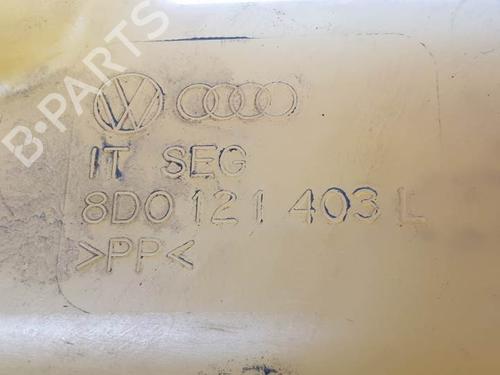 B-PARTS
IT SEG
8D0 121 403 L
>PP<